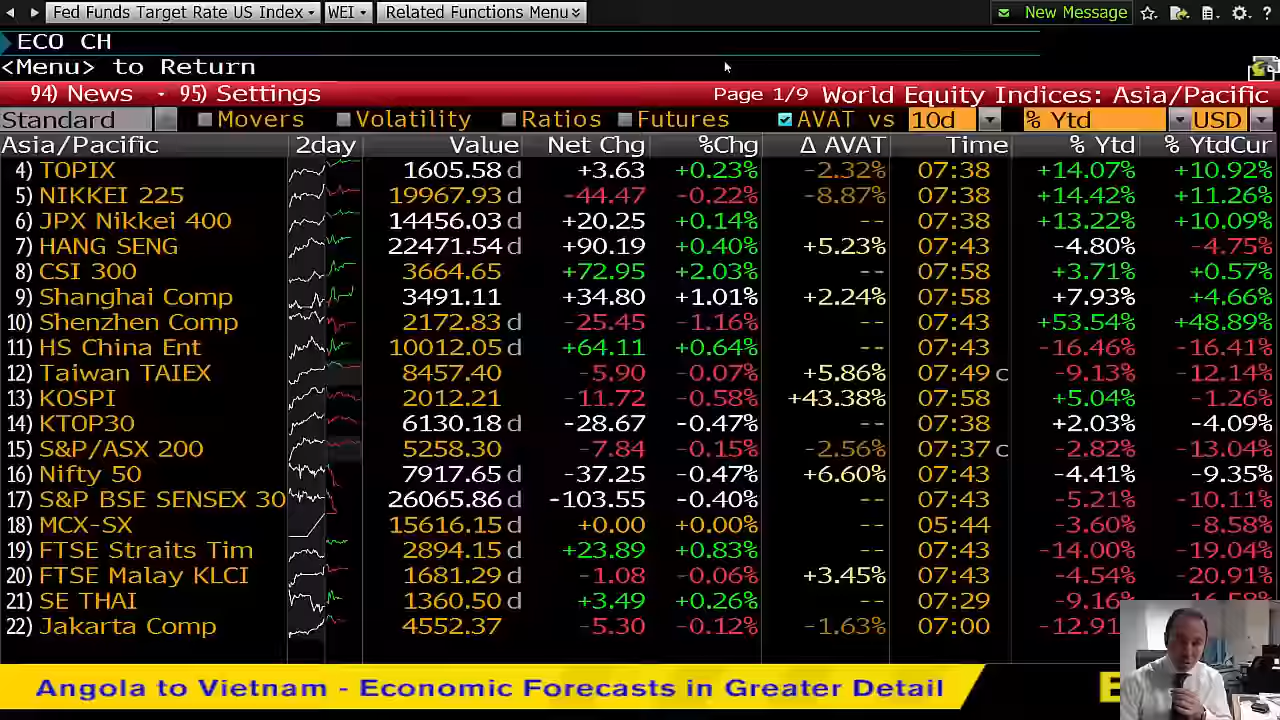 Fed Funds Target Rate US Index WEI Related Functions Menu New Message ?
ECO CH
<Menu> to Return
94) News 95) Settings Page 1/9 World Equity Indices: Asia/Pacific
Standard Movers Volatility Ratios Futures AVAT vs 10d % Ytd USD
Asia/Pacific 2day Value Net Chg %Chg Δ AVAT Time % Ytd % YtdCur
4) TOPIX 1605.58 d +3.63 +0.23% -2.32% 07:38 +14.07% +10.92%
5) NIKKEI 225 19967.93 d -44.47 -0.22% -8.87% 07:38 +14.42% +11.26%
6) JPX Nikkei 400 14456.03 d +20.25 +0.14% -- 07:38 +13.22% +10.09%
7) HANG SENG 22471.54 d +90.19 +0.40% +5.23% 07:43 -4.80% -4.75%
8) CSI 300 3664.65 +72.95 +2.03% -- 07:58 +3.71% +0.57%
9) Shanghai Comp 3491.11 +34.80 +1.01% +2.24% 07:58 +7.93% +4.66%
10) Shenzhen Comp 2172.83 d -25.45 -1.16% -- 07:43 +53.54% +48.89%
11) HS China Ent 10012.05 d +64.11 +0.64% -- 07:43 -16.46% -16.41%
12) Taiwan TAIEX 8457.40 -5.90 -0.07% +5.86% 07:49 c -9.13% -12.14%
13) KOSPI 2012.21 -11.72 -0.58% +43.38% 07:58 +5.04% -1.26%
14) KTOP30 6130.18 d -28.67 -0.47% -- 07:38 +2.03% -4.09%
15) S&P/ASX 200 5258.30 -7.84 -0.15% -2.56% 07:37 c -2.82% -13.04%
16) Nifty 50 7917.65 d -37.25 -0.47% +6.60% 07:43 -4.41% -9.35%
17) S&P BSE SENSEX 30 26065.86 d -103.55 -0.40% -- 07:43 -5.21% -10.11%
18) MCX-SX 15616.15 d +0.00 +0.00% -- 05:44 -3.60% -8.58%
19) FTSE Straits Tim 2894.15 d +23.89 +0.83% -- 07:43 -14.00% -19.04%
20) FTSE Malay KLCI 1681.29 d -1.08 -0.06% +3.45% 07:43 -4.54% -20.91%
21) SE THAI 1360.50 d +3.49 +0.26% -- 07:29 -9.16%
22) Jakarta Comp 4552.37 -5.30 -0.12% -1.63% 07:00 -12.91
Angola to Vietnam - Economic Forecasts in Greater Detail